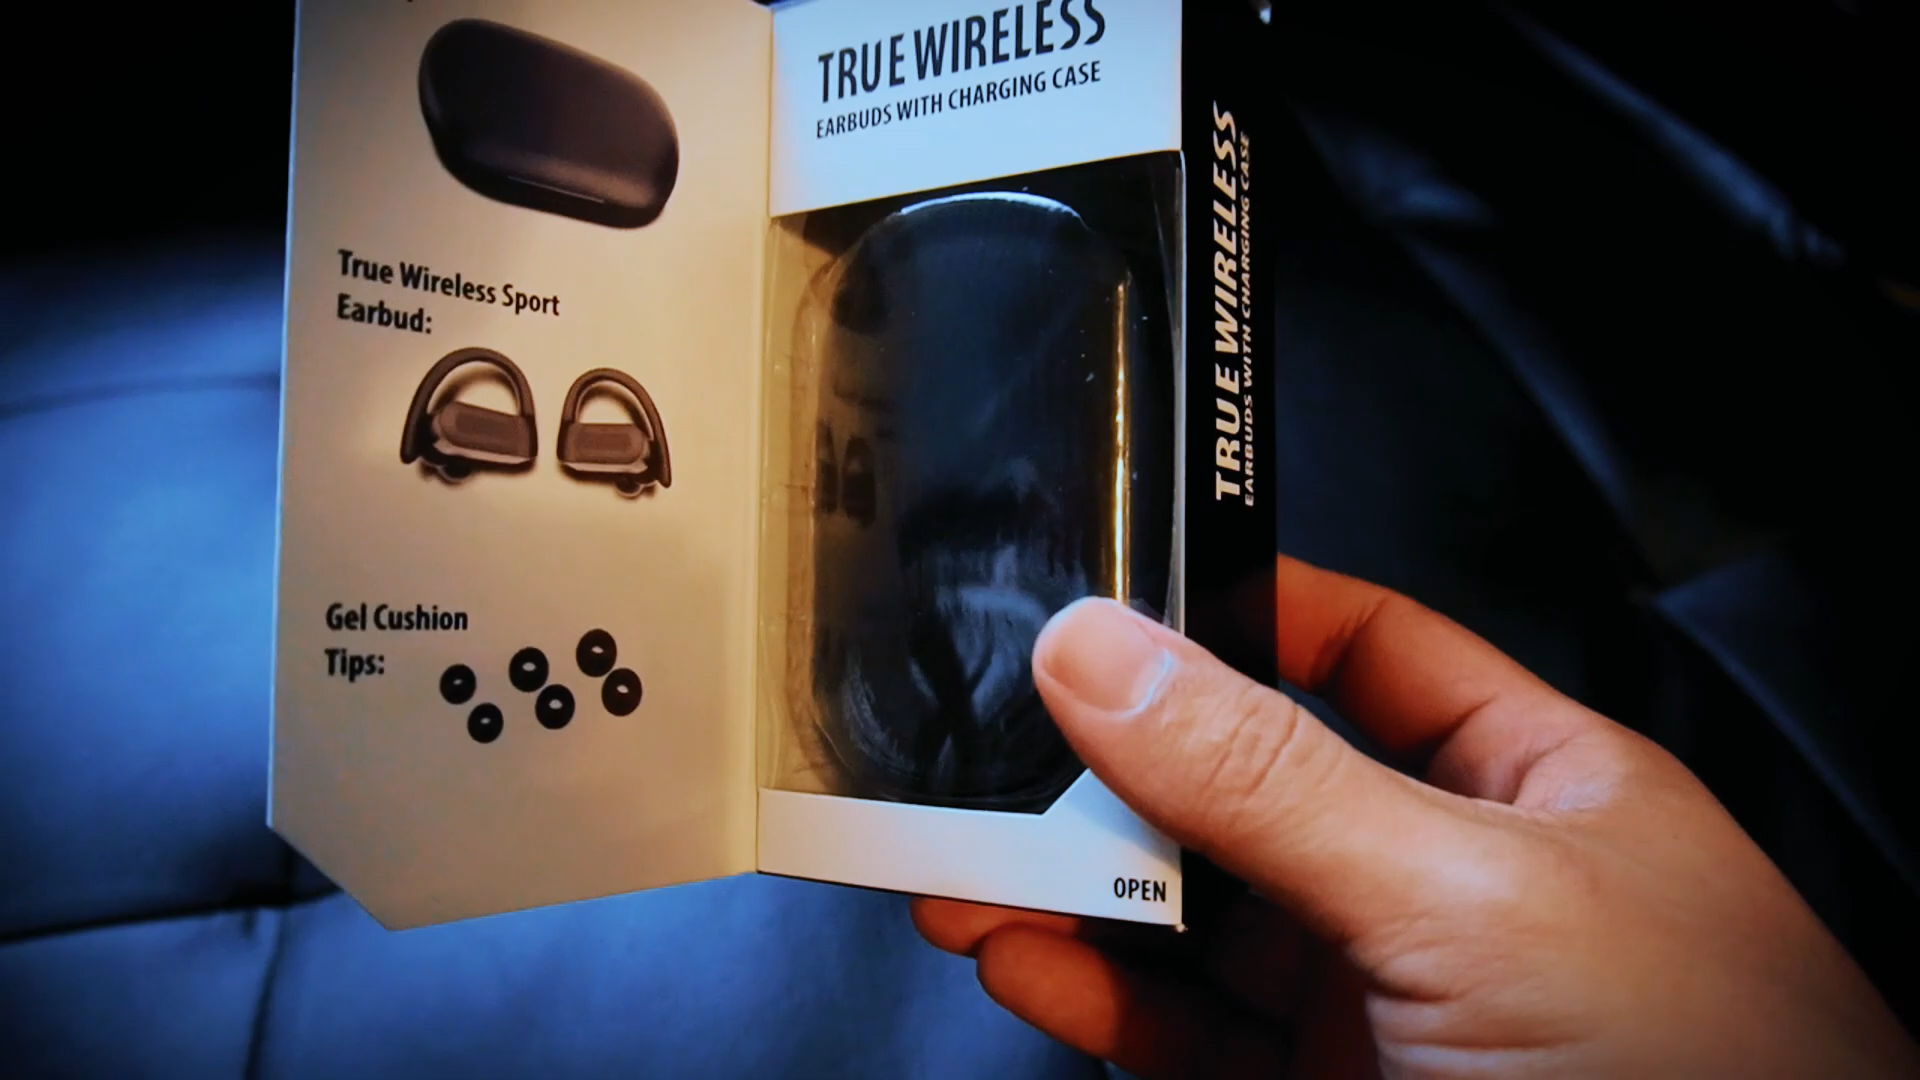 True Wireless Sport
Earbud:
Gel Cushion
Tips:
TRUE WIRELESS
EARBUDS WITH CHARGING CASE
OPEN
TRUE WIRELESS
EARBUDS WITH CHARGING CASE